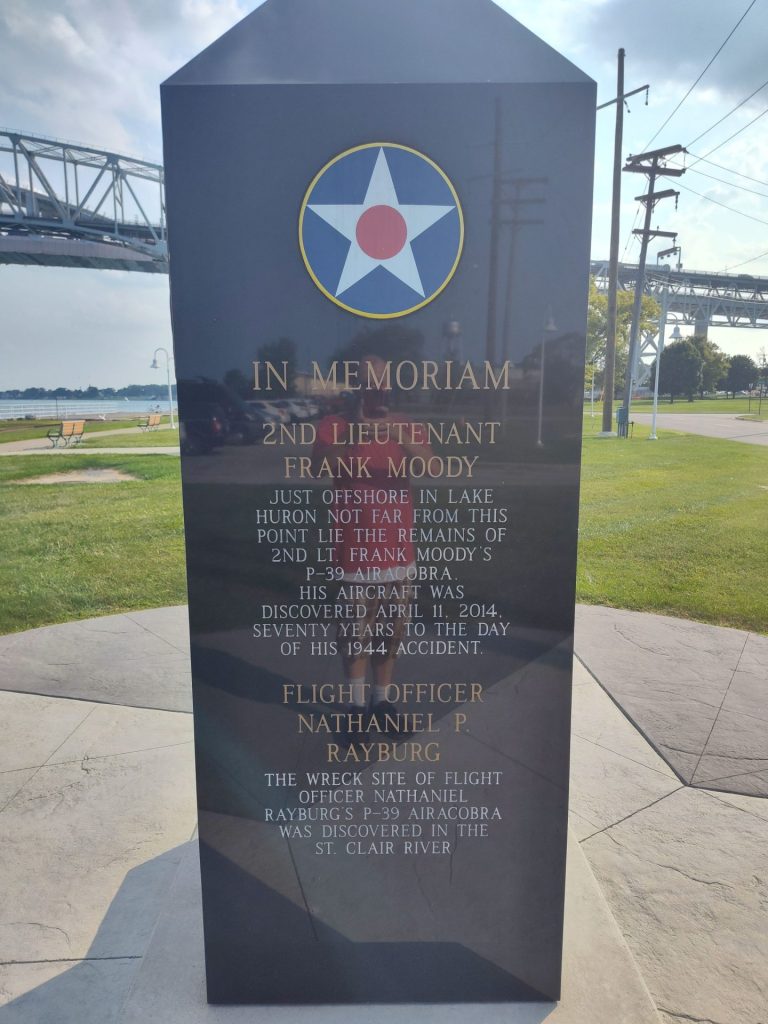 IN MEMORIAM
2ND LIEUTENANT
FRANK MOODY
JUST OFFSHORE IN LAKE
HURON NOT FAR FROM THIS
POINT LIE THE REMAINS OF
2ND LT. FRANK MOODY'S
P-39 AIRACOBRA.
HIS AIRCRAFT WAS
DISCOVERED APRIL 11, 2014,
SEVENTY YEARS TO THE DAY
OF HIS 1944 ACCIDENT.
FLIGHT OFFICER
NATHANIEL P.
RAYBURG
THE WRECK SITE OF FLIGHT
OFFICER NATHANIEL
RAYBURG'S P-39 AIRACOBRA
WAS DISCOVERED IN THE
ST. CLAIR RIVER